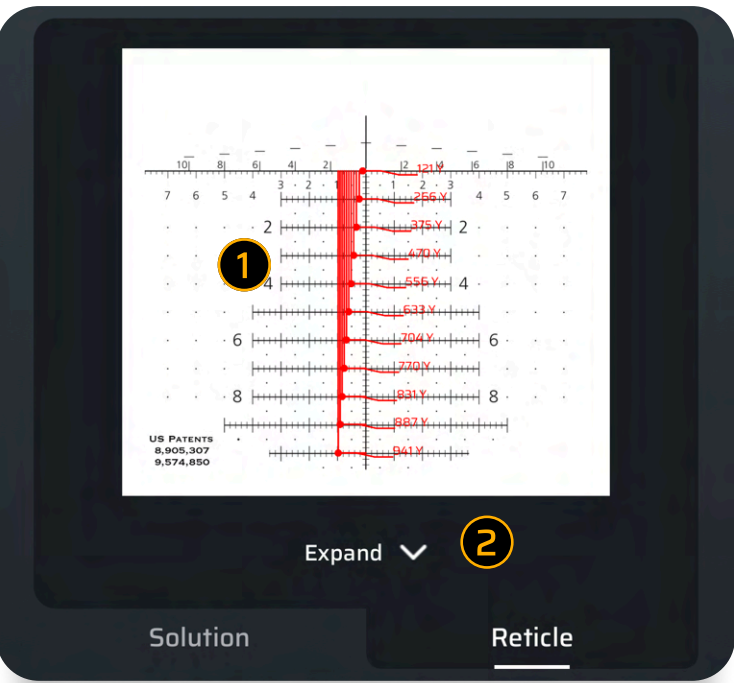 10| 8| 6| 4| 2| |2 |4 |6 |8 |10
121 Y
3 2 1 1 2 3
7 6 5 4 4 5 6 7
256 Y
2 375 Y 2
470 Y
1
4 556 Y 4
633 Y
6 704 Y 6
770 Y
8 831 Y 8
887 Y
US PATENTS
8,905,307
9,574,850
941 Y
Expand
2
Solution
Reticle